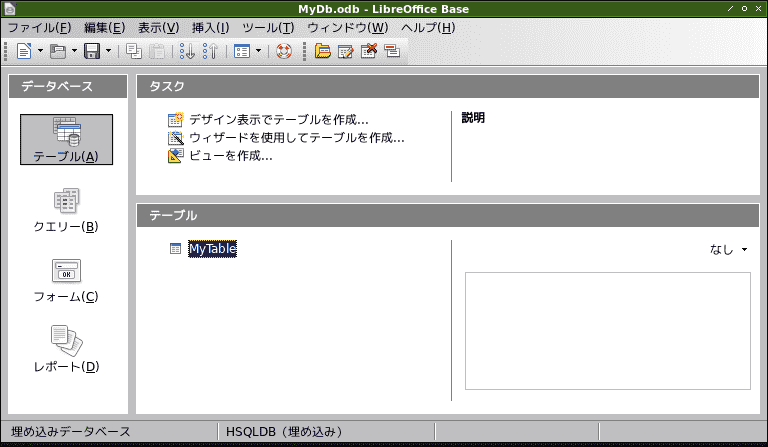 MyDb.odb - LibreOffice Base
ファイル(F) 編集(E) 表示(V) 挿入(I) ツール(T) ウィンドウ(W) ヘルプ(H)
データベース
テーブル(A)
クエリー(B)
OK
フォーム(C)
レポート(D)
タスク
デザイン表示でテーブルを作成...
ウィザードを使用してテーブルを作成...
ビューを作成...
説明
テーブル
MyTable
なし
埋め込みデータベース
HSQLDB（埋め込み）